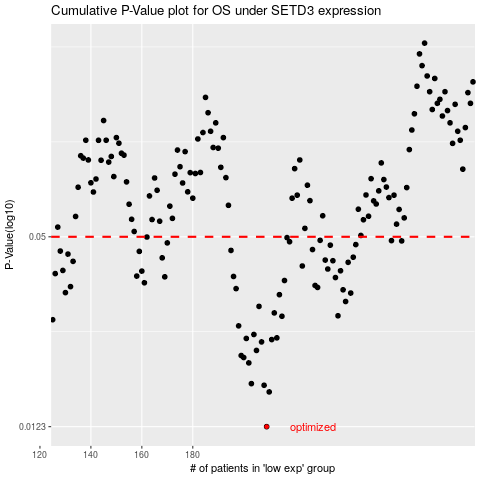 Cumulative P-Value plot for OS under SETD3 expression
P-Value(log10)
0.05
0.0123
optimized
120 140 160 180
# of patients in 'low exp' group